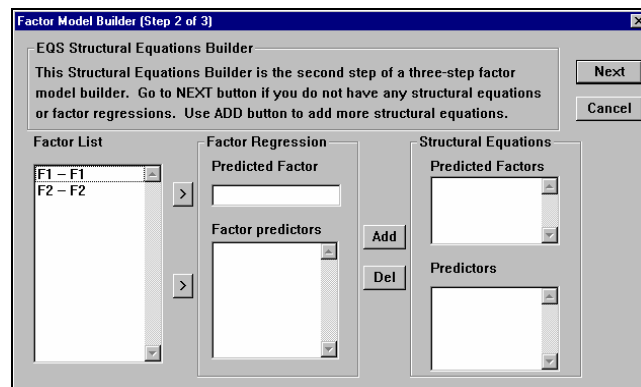 Factor Model Builder (Step 2 of 3)
EQS Structural Equations Builder
This Structural Equations Builder is the second step of a three-step factor
model builder. Go to NEXT button if you do not have any structural equations
or factor regressions. Use ADD button to add more structural equations.
Next
Cancel
Factor List
F1 – F1
F2 – F2
>
>
Factor Regression
Predicted Factor
Factor predictors
Add
Del
Structural Equations
Predicted Factors
Predictors